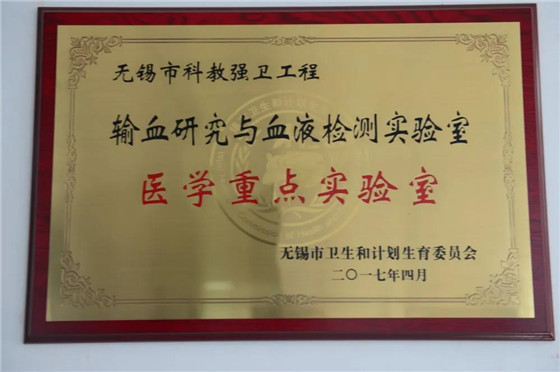 无锡市科教强卫工程
输血研究与血液检测实验室
医学重点实验室
无锡市卫生和计划生育委员会
二〇一七年四月